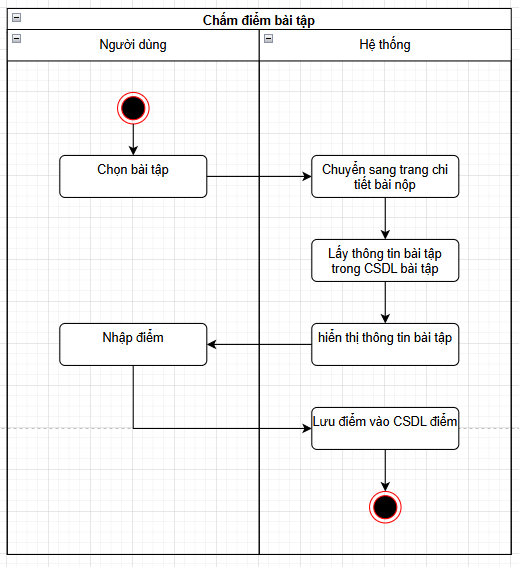 Chấm điểm bài tập
Người dùng
Hệ thống
Chọn bài tập
Chuyển sang trang chi
tiết bài nộp
Lấy thông tin bài tập
trong CSDL bài tập
hiển thị thông tin bài tập
Nhập điểm
Lưu điểm vào CSDL điểm